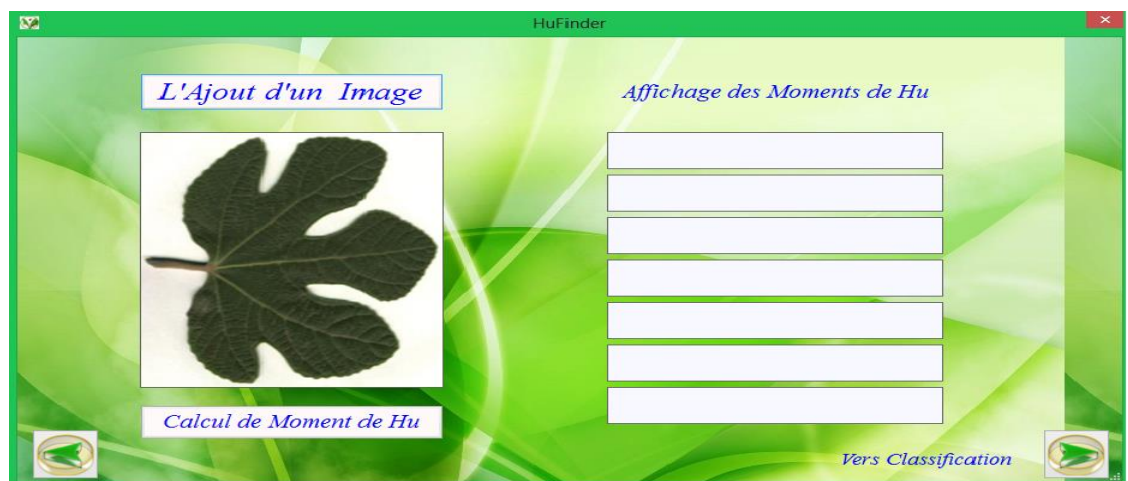 HuFinder
L'Ajout d'un Image
Affichage des Moments de Hu
Calcul de Moment de Hu
Vers Classification